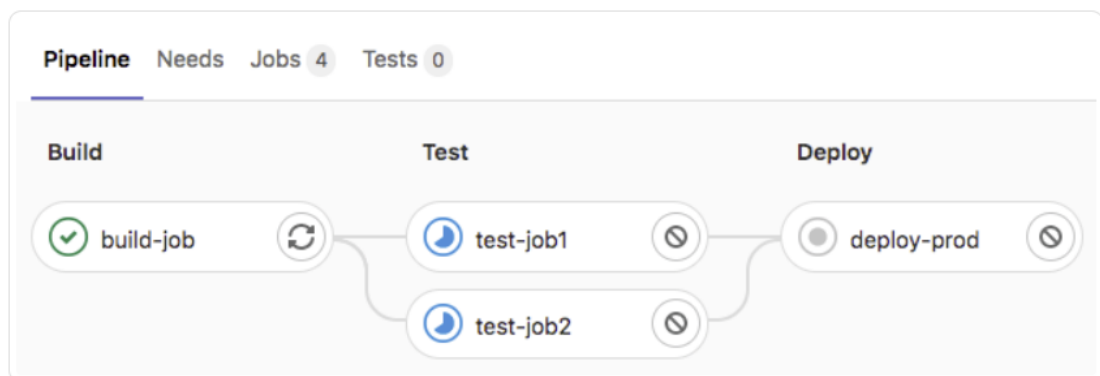 Pipeline Needs Jobs 4 Tests 0
Build Test Deploy
build-job test-job1 deploy-prod
test-job2